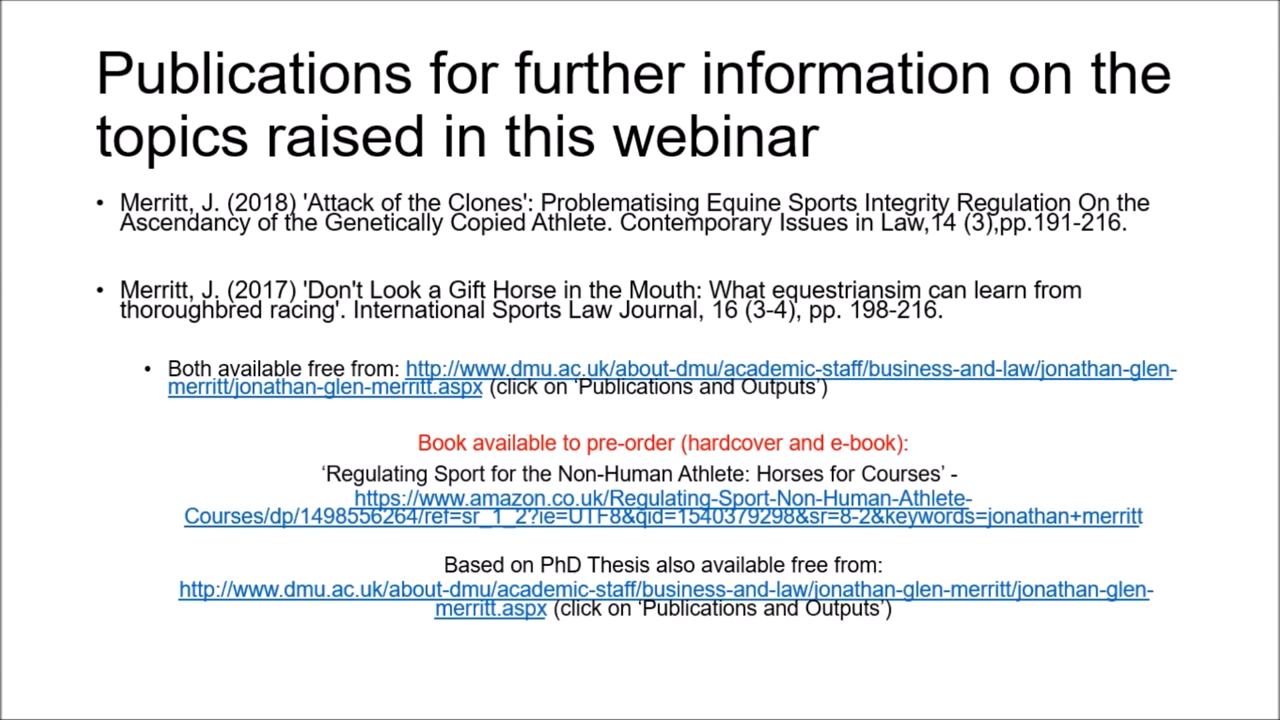 Publications for further information on the
topics raised in this webinar
• Merritt, J. (2018) 'Attack of the Clones': Problematising Equine Sports Integrity Regulation On the
Ascendancy of the Genetically Copied Athlete. Contemporary Issues in Law,14 (3),pp.191-216.
• Merritt, J. (2017) 'Don't Look a Gift Horse in the Mouth: What equestriansim can learn from
thoroughbred racing'. International Sports Law Journal, 16 (3-4), pp. 198-216.
• Both available free from: http://www.dmu.ac.uk/about-dmu/academic-staff/business-and-law/jonathan-glen-
merritt/jonathan-glen-merritt.aspx (click on ‘Publications and Outputs’)
Book available to pre-order (hardcover and e-book):
‘Regulating Sport for the Non-Human Athlete: Horses for Courses’ -
https://www.amazon.co.uk/Regulating-Sport-Non-Human-Athlete-
Courses/dp/1498556264/ref=sr_1_2?ie=UTF8&qid=1540379298&sr=8-2&keywords=jonathan+merritt
Based on PhD Thesis also available free from:
http://www.dmu.ac.uk/about-dmu/academic-staff/business-and-law/jonathan-glen-merritt/jonathan-glen-
merritt.aspx (click on ‘Publications and Outputs’)